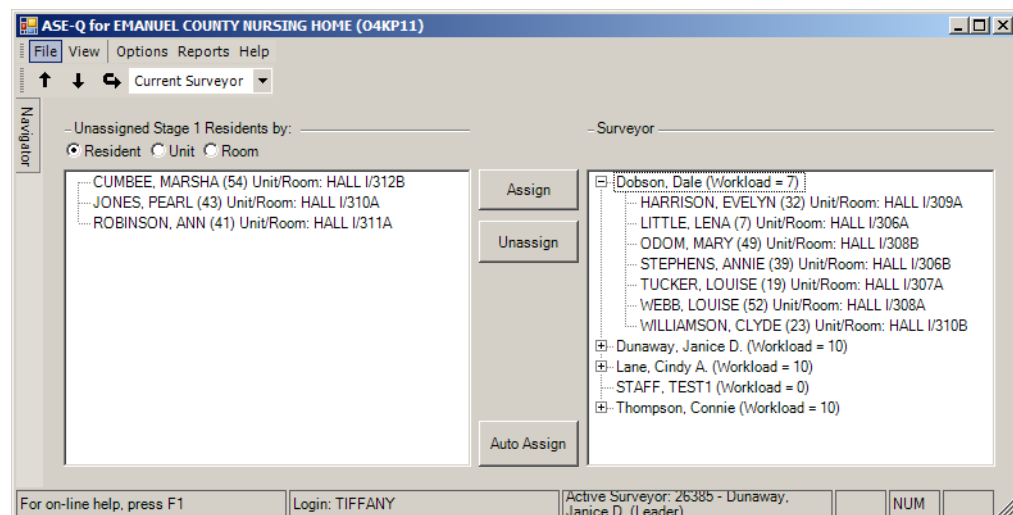 ASE-Q for EMANUEL COUNTY NURSING HOME (O4KP11)
File View Options Reports Help
Current Surveyor
Navigator
Unassigned Stage 1 Residents by:
Resident Unit Room
CUMBEE, MARSHA (54) Unit/Room: HALL I/312B
JONES, PEARL (43) Unit/Room: HALL I/310A
ROBINSON, ANN (41) Unit/Room: HALL I/311A
Assign
Unassign
Auto Assign
Surveyor
Dobson, Dale (Workload = 7)
HARRISON, EVELYN (32) Unit/Room: HALL I/309A
LITTLE, LENA (7) Unit/Room: HALL I/306A
ODOM, MARY (49) Unit/Room: HALL I/308B
STEPHENS, ANNIE (39) Unit/Room: HALL I/306B
TUCKER, LOUISE (19) Unit/Room: HALL I/307A
WEBB, LOUISE (52) Unit/Room: HALL I/308A
WILLIAMSON, CLYDE (23) Unit/Room: HALL I/310B
Dunaway, Janice D. (Workload = 10)
Lane, Cindy A. (Workload = 10)
STAFF, TEST1 (Workload = 0)
Thompson, Connie (Workload = 10)
For on-line help, press F1
Login: TIFFANY
Active Surveyor: 26385 - Dunaway,
Janice D. (Leader)
NUM